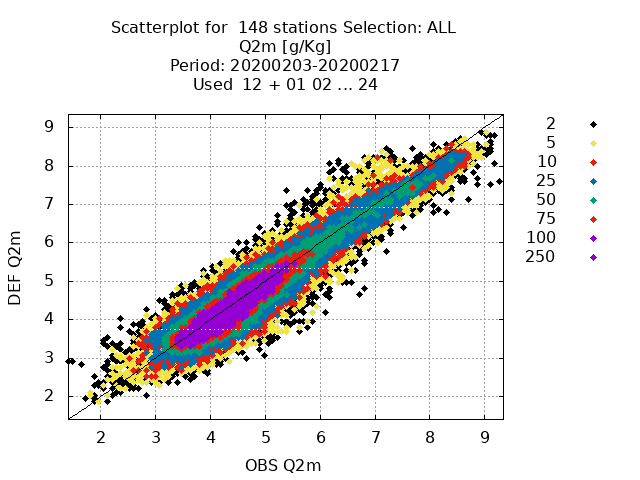 Scatterplot for  148 stations Selection: ALL
Q2m [g/Kg]
Period: 20200203-20200217
Used  12 + 01 02 ... 24
9
8
7
6
5
4
3
2
DEF Q2m
2 3 4 5 6 7 8 9
OBS Q2m
2
5
10
25
50
75
100
250